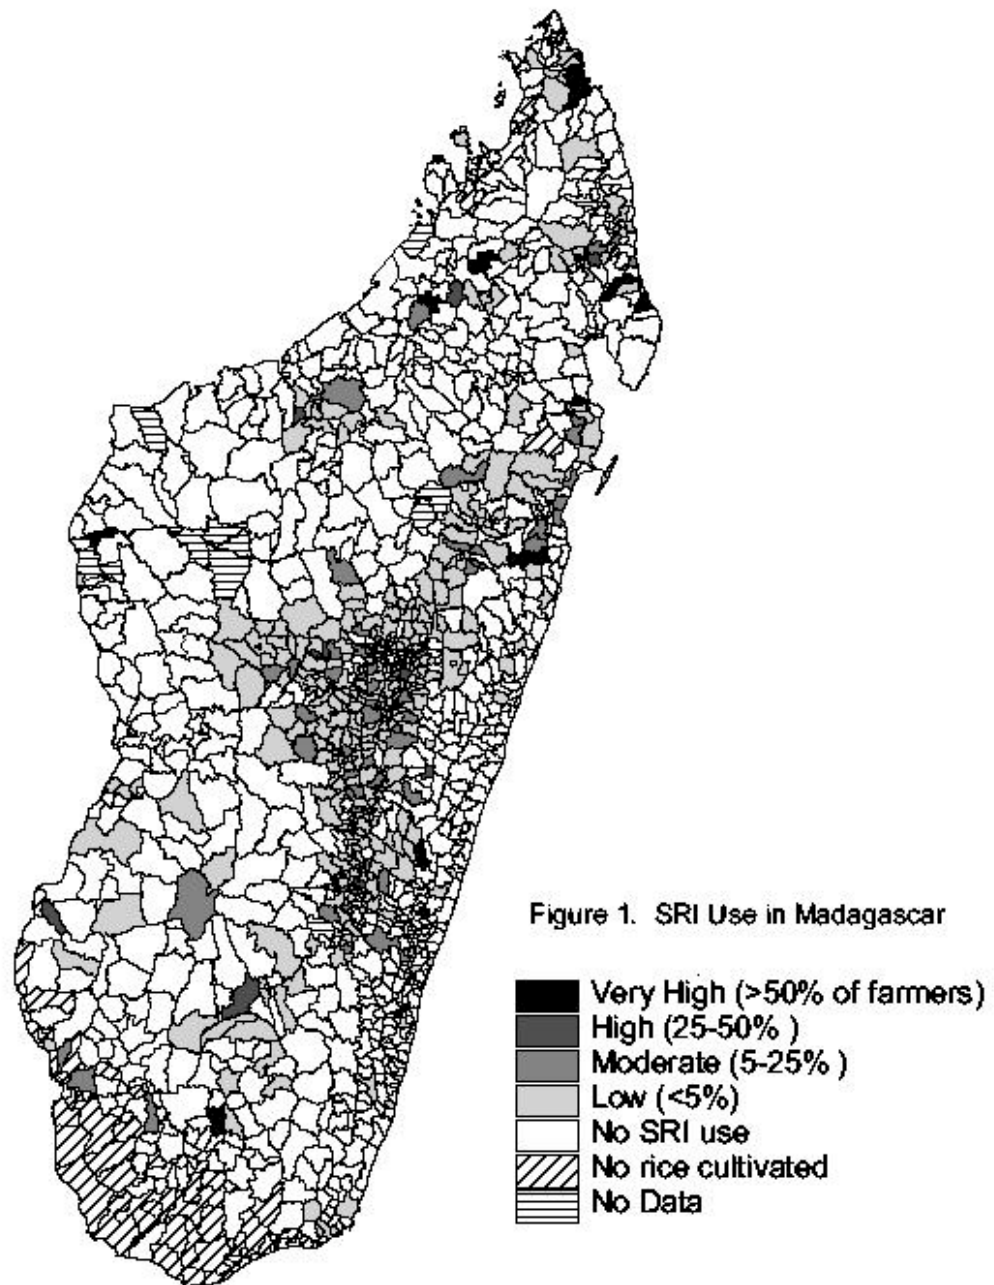 Figure 1. SRI Use in Madagascar
Very High (>50% of farmers)
High (25-50% )
Moderate (5-25% )
Low (<5%)
No SRI use
No rice cultivated
No Data